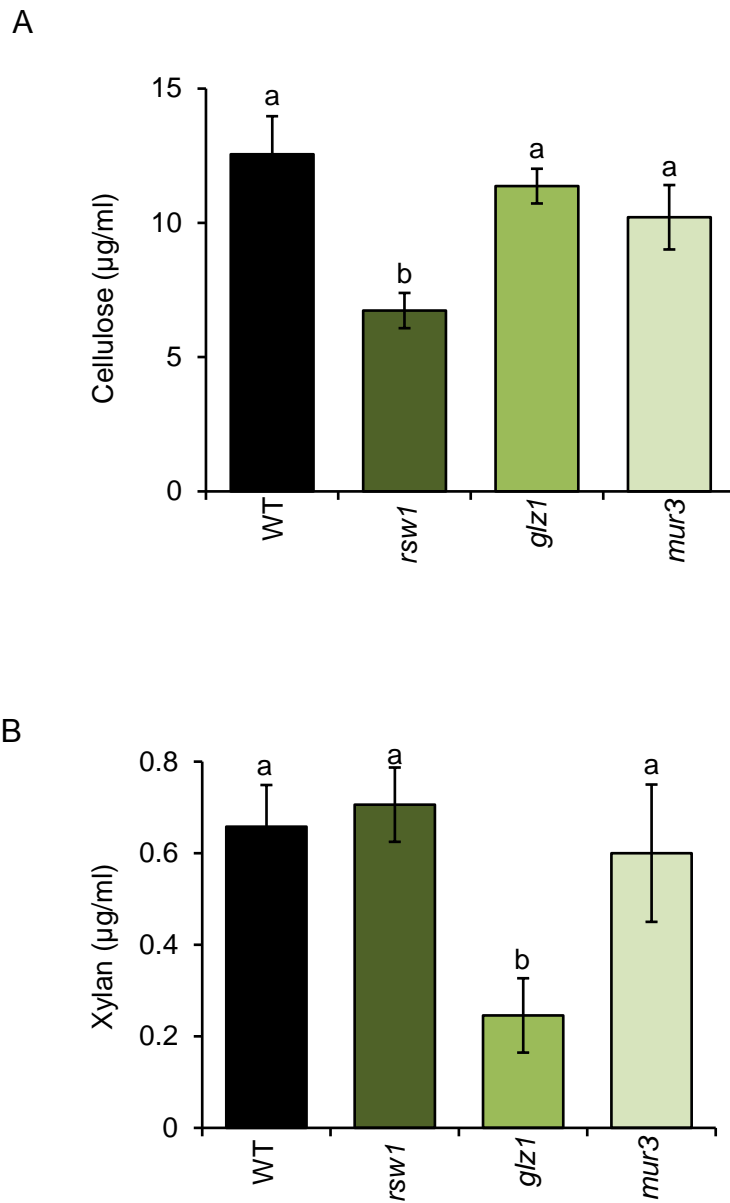 A
15
10
5
0
Cellulose (µg/ml)
a
b
a
a
WT
rsw1
glz1
mur3
B
0.8
0.6
0.4
0.2
0
Xylan (µg/ml)
a
a
b
a
WT
rsw1
glz1
mur3